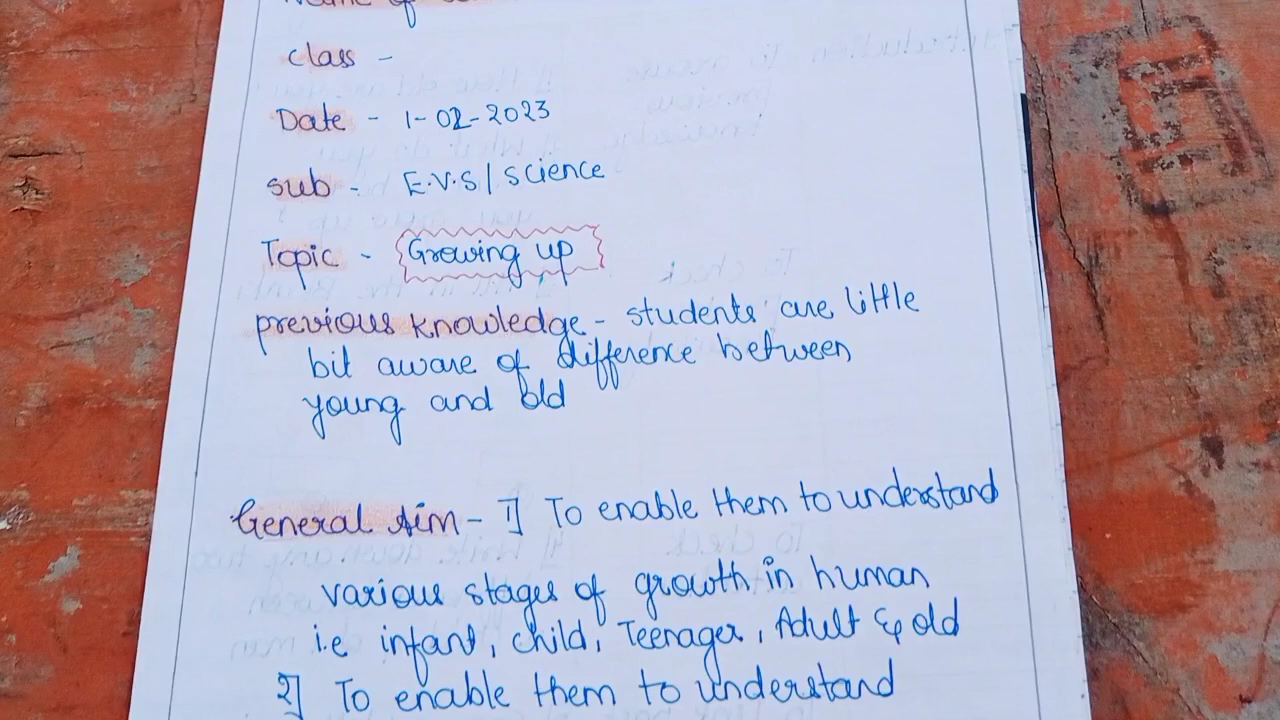 Name of
Class -
Date - 1-02-2023
Sub - E.V.S / Science
Topic - Growing up
previous knowledge - students are little
bit aware of difference between
young and old
General Aim - 1] To enable them to understand
various stages of growth in human
i.e infant, child, Teenager, Adult & old
2] To enable them to understand